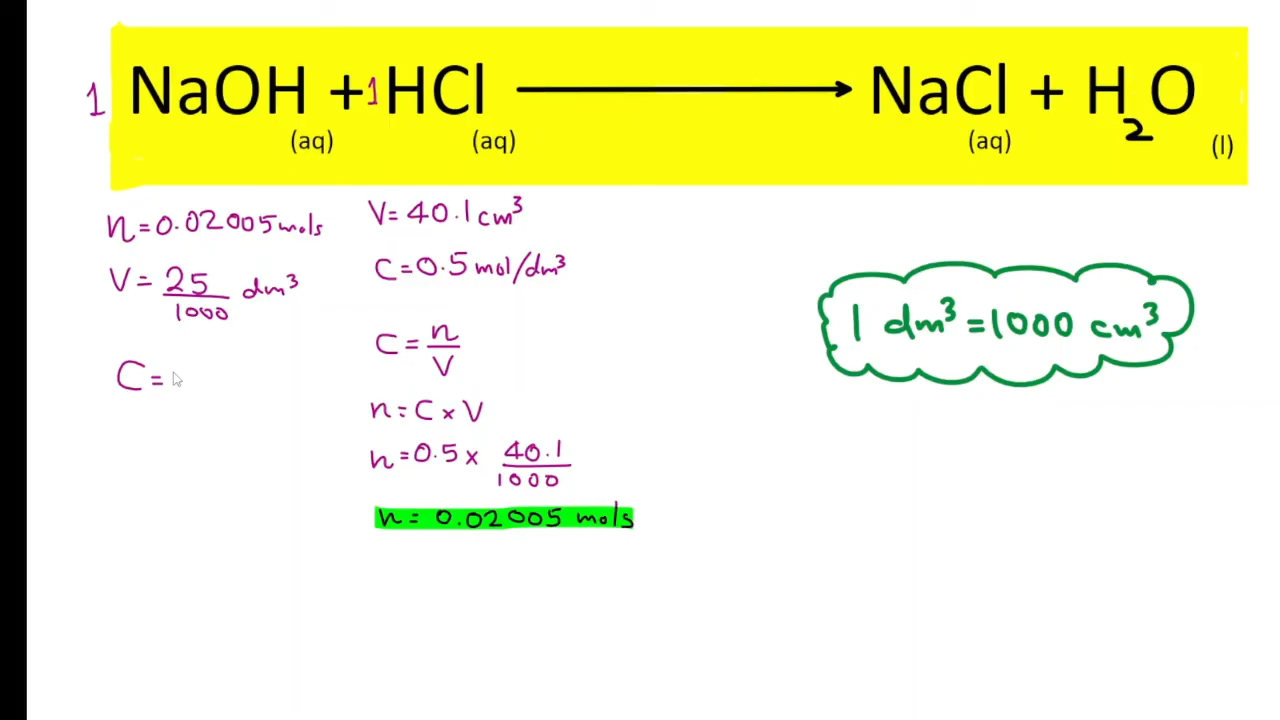 1 NaOH + 1 HCl → NaCl + H₂O
(aq) (aq) (aq) (l)
n = 0.02005 mols
V = 25/1000 dm³
C =
V = 40.1 cm³
C = 0.5 mol/dm³
C = n/V
n = C × V
n = 0.5 × 40.1/1000
n = 0.02005 mols
1 dm³ = 1000 cm³